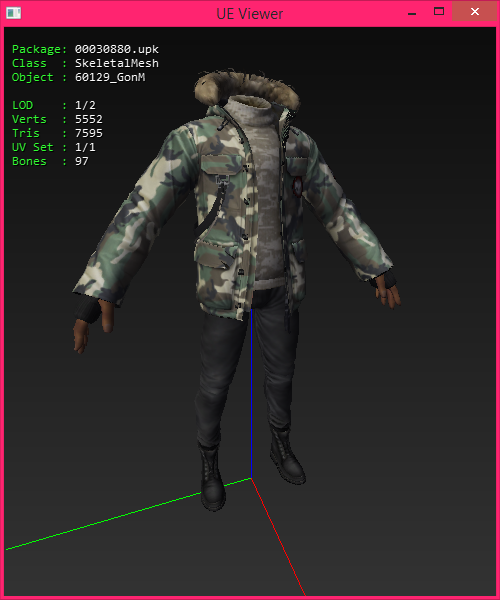 UE Viewer
Package: 00030880.upk
Class : SkeletalMesh
Object : 60129_GonM
LOD : 1/2
Verts : 5552
Tris : 7595
UV Set : 1/1
Bones : 97